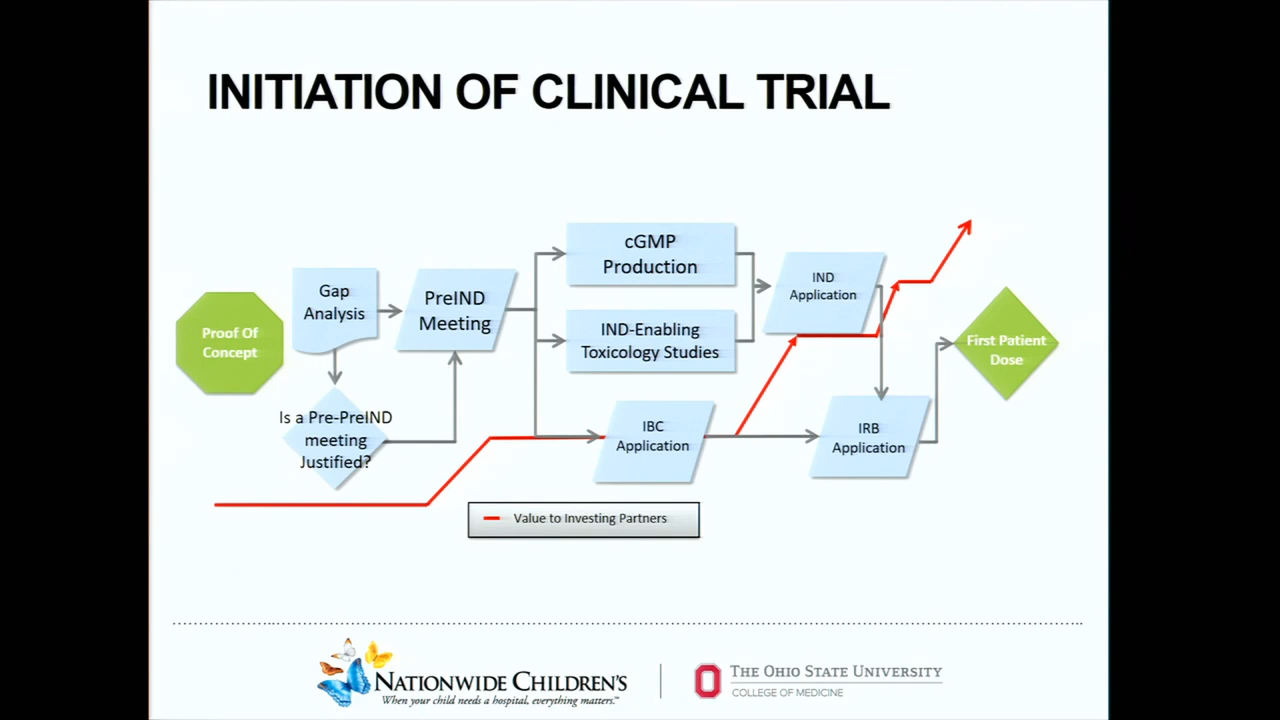 INITIATION OF CLINICAL TRIAL
Proof Of
Concept
Gap
Analysis
Is a Pre-PreIND
meeting
Justified?
PreIND
Meeting
cGMP
Production
IND-Enabling
Toxicology Studies
IBC
Application
IND
Application
IRB
Application
First Patient
Dose
Value to Investing Partners
NATIONWIDE CHILDREN'S
When your child needs a hospital, everything matters.™
THE OHIO STATE UNIVERSITY
COLLEGE OF MEDICINE